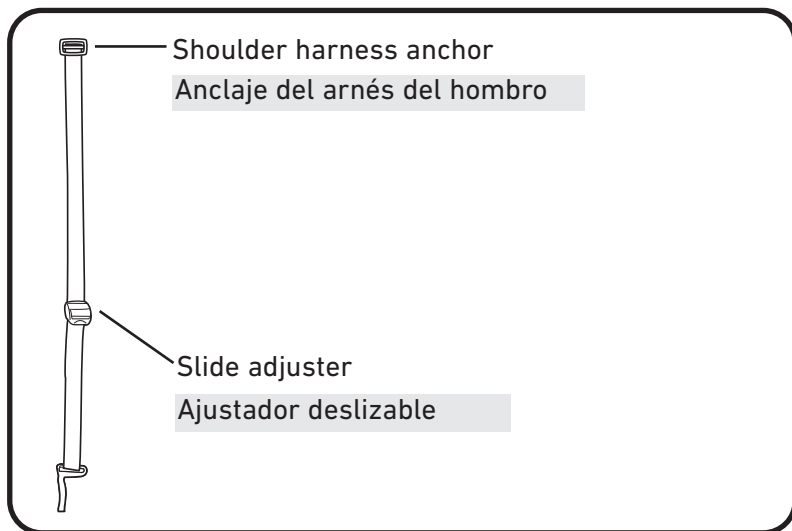 Shoulder harness anchor
Anclaje del arnés del hombro
Slide adjuster
Ajustador deslizable